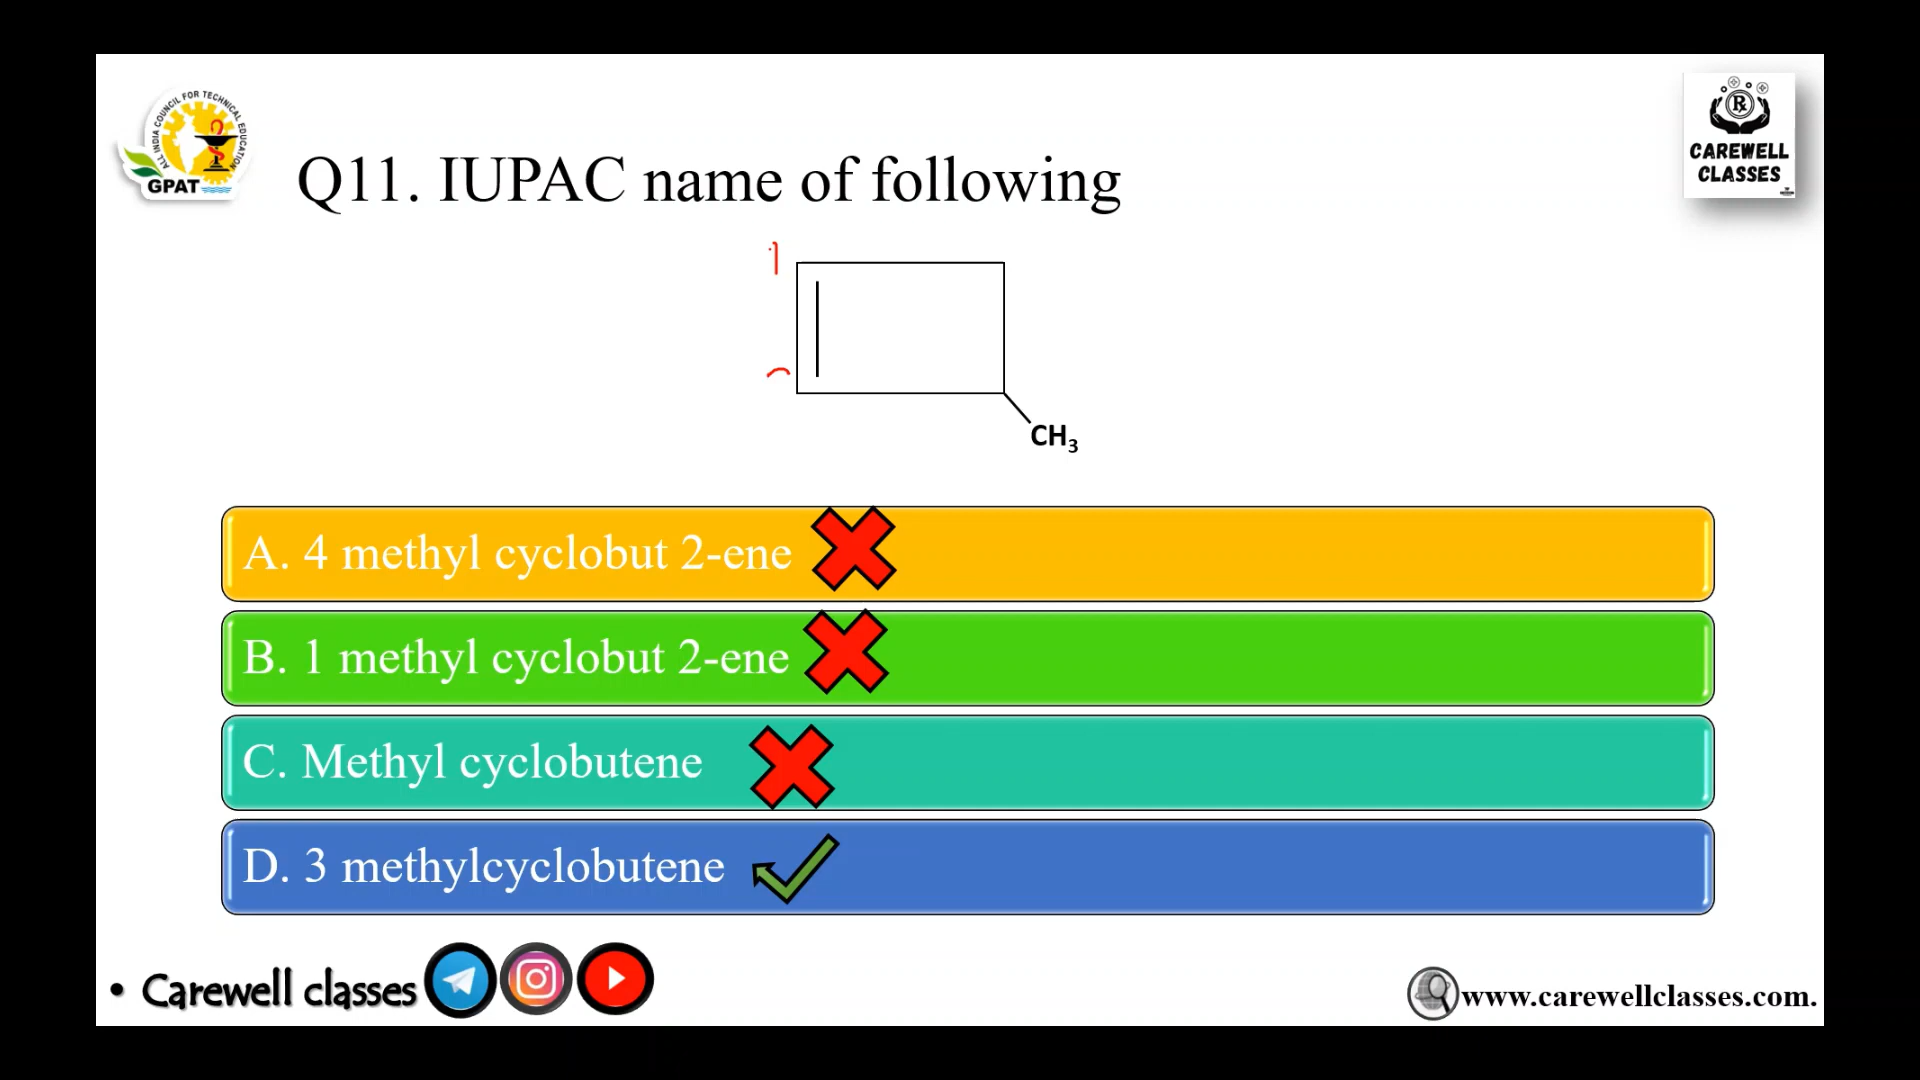 ALL INDIA COUNCIL FOR TECHNICAL EDUCATION
GPAT
℞
CAREWELL
CLASSES
Q11. IUPAC name of following
1
CH₃
A. 4 methyl cyclobut 2-ene
B. 1 methyl cyclobut 2-ene
C. Methyl cyclobutene
D. 3 methylcyclobutene
• Carewell classes
www.carewellclasses.com.